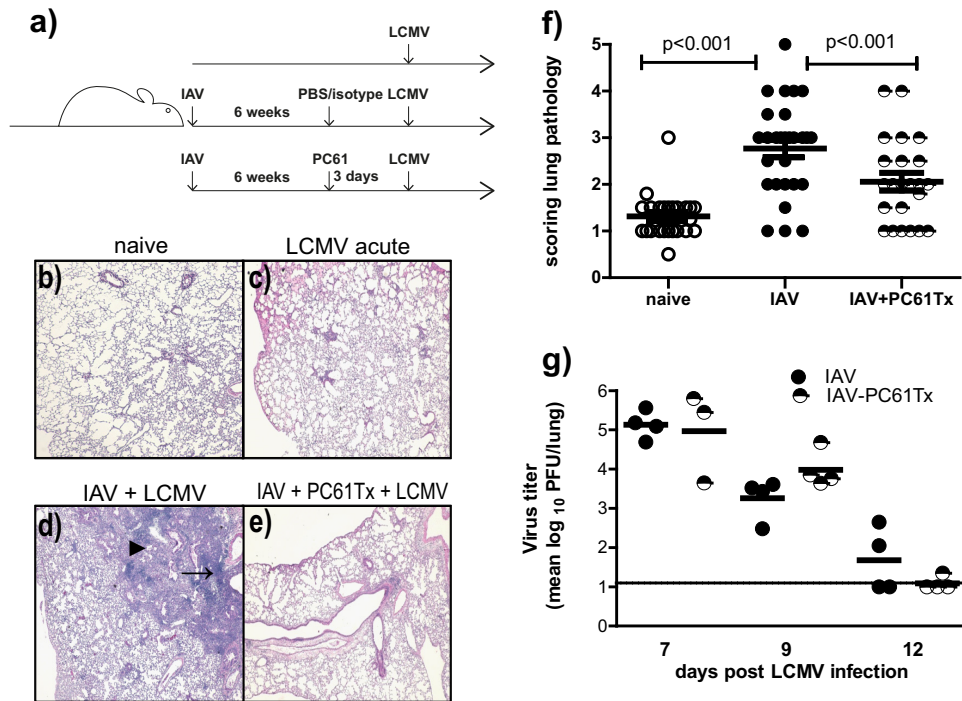 a)
LCMV
IAV PBS/isotype LCMV
6 weeks
IAV PC61 LCMV
6 weeks 3 days
naive LCMV acute
b) c)
IAV + LCMV IAV + PC61Tx + LCMV
d) e)
f)
p<0.001 p<0.001
scoring lung pathology
5
4
3
2
1
0
naive IAV IAV+PC61Tx
g)
IAV
IAV-PC61Tx
Virus titer
(mean log 10 PFU/lung)
6
5
4
3
2
1
0
7 9 12
days post LCMV infection